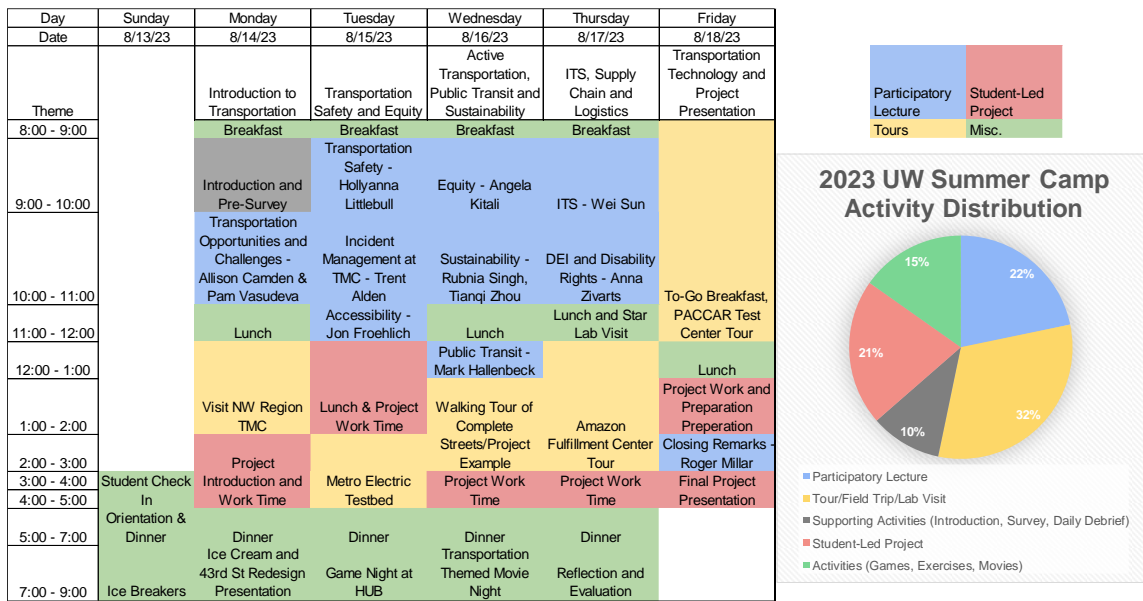 Day Sunday Monday Tuesday Wednesday Thursday Friday
Date 8/13/23 8/14/23 8/15/23 8/16/23 8/17/23 8/18/23
Theme
Introduction to
Transportation
Transportation
Safety and Equity
Active
Transportation,
Public Transit and
Sustainability
ITS, Supply
Chain and
Logistics
Transportation
Technology and
Project
Presentation
8:00 - 9:00 Breakfast Breakfast Breakfast Breakfast
9:00 - 10:00
Introduction and
Pre-Survey
Transportation
Safety -
Hollyanna
Littlebull
Equity - Angela
Kitali
ITS - Wei Sun
10:00 - 11:00
Transportation
Opportunities and
Challenges -
Allison Camden &
Pam Vasudeva
Incident
Management at
TMC - Trent
Alden
Sustainability -
Rubnia Singh,
Tianqi Zhou
DEI and Disability
Rights - Anna
Zivarts
To-Go Breakfast,
PACCAR Test
Center Tour
11:00 - 12:00
Lunch
Accessibility -
Jon Froehlich
Lunch
Lunch and Star
Lab Visit
12:00 - 1:00
Public Transit -
Mark Hallenbeck
Lunch
1:00 - 2:00
Visit NW Region
TMC
Lunch & Project
Work Time
Walking Tour of
Complete
Streets/Project
Example
Amazon
Fulfillment Center
Tour
Project Work and
Preparation
Preperation
2:00 - 3:00
Closing Remarks -
Roger Millar
3:00 - 4:00
4:00 - 5:00
Student Check
In
Project
Introduction and
Work Time
Metro Electric
Testbed
Project Work
Time
Project Work
Time
Final Project
Presentation
5:00 - 7:00
Orientation &
Dinner
Dinner Dinner Dinner Dinner
7:00 - 9:00
Ice Breakers
Ice Cream and
43rd St Redesign
Presentation
Game Night at
HUB
Transportation
Themed Movie
Night
Reflection and
Evaluation
Participatory
Lecture
Student-Led
Project
Tours Misc.
2023 UW Summer Camp
Activity Distribution
15%
22%
21%
32%
10%
Participatory Lecture
Tour/Field Trip/Lab Visit
Supporting Activities (Introduction, Survey, Daily Debrief)
Student-Led Project
Activities (Games, Exercises, Movies)